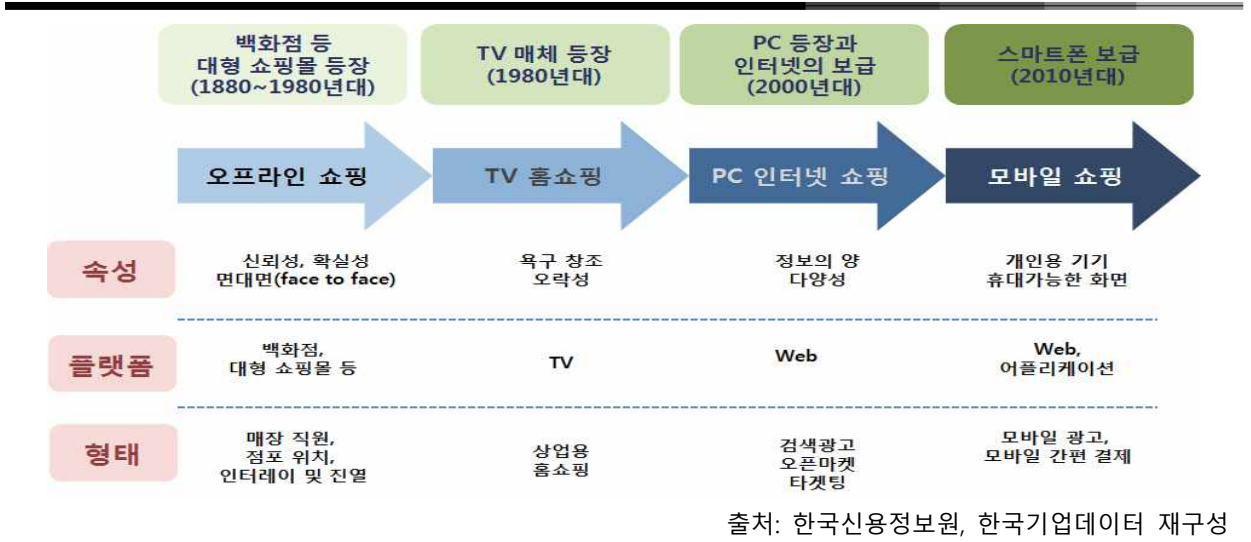 백화점 등
대형 쇼핑몰 등장
(1880~1980년대)
TV 매체 등장
(1980년대)
PC 등장과
인터넷의 보급
(2000년대)
스마트폰 보급
(2010년대)
오프라인 쇼핑
TV 홈쇼핑
PC 인터넷 쇼핑
모바일 쇼핑
속성
신뢰성, 확실성
면대면(face to face)
욕구 창조
오락성
정보의 양
다양성
개인용 기기
휴대가능한 화면
플랫폼
백화점,
대형 쇼핑몰 등
TV
Web
Web,
어플리케이션
형태
매장 직원,
점포 위치,
인터레이 및 진열
상업용
홈쇼핑
검색광고
오픈마켓
타겟팅
모바일 광고,
모바일 간편 결제
출처: 한국신용정보원, 한국기업데이터 재구성